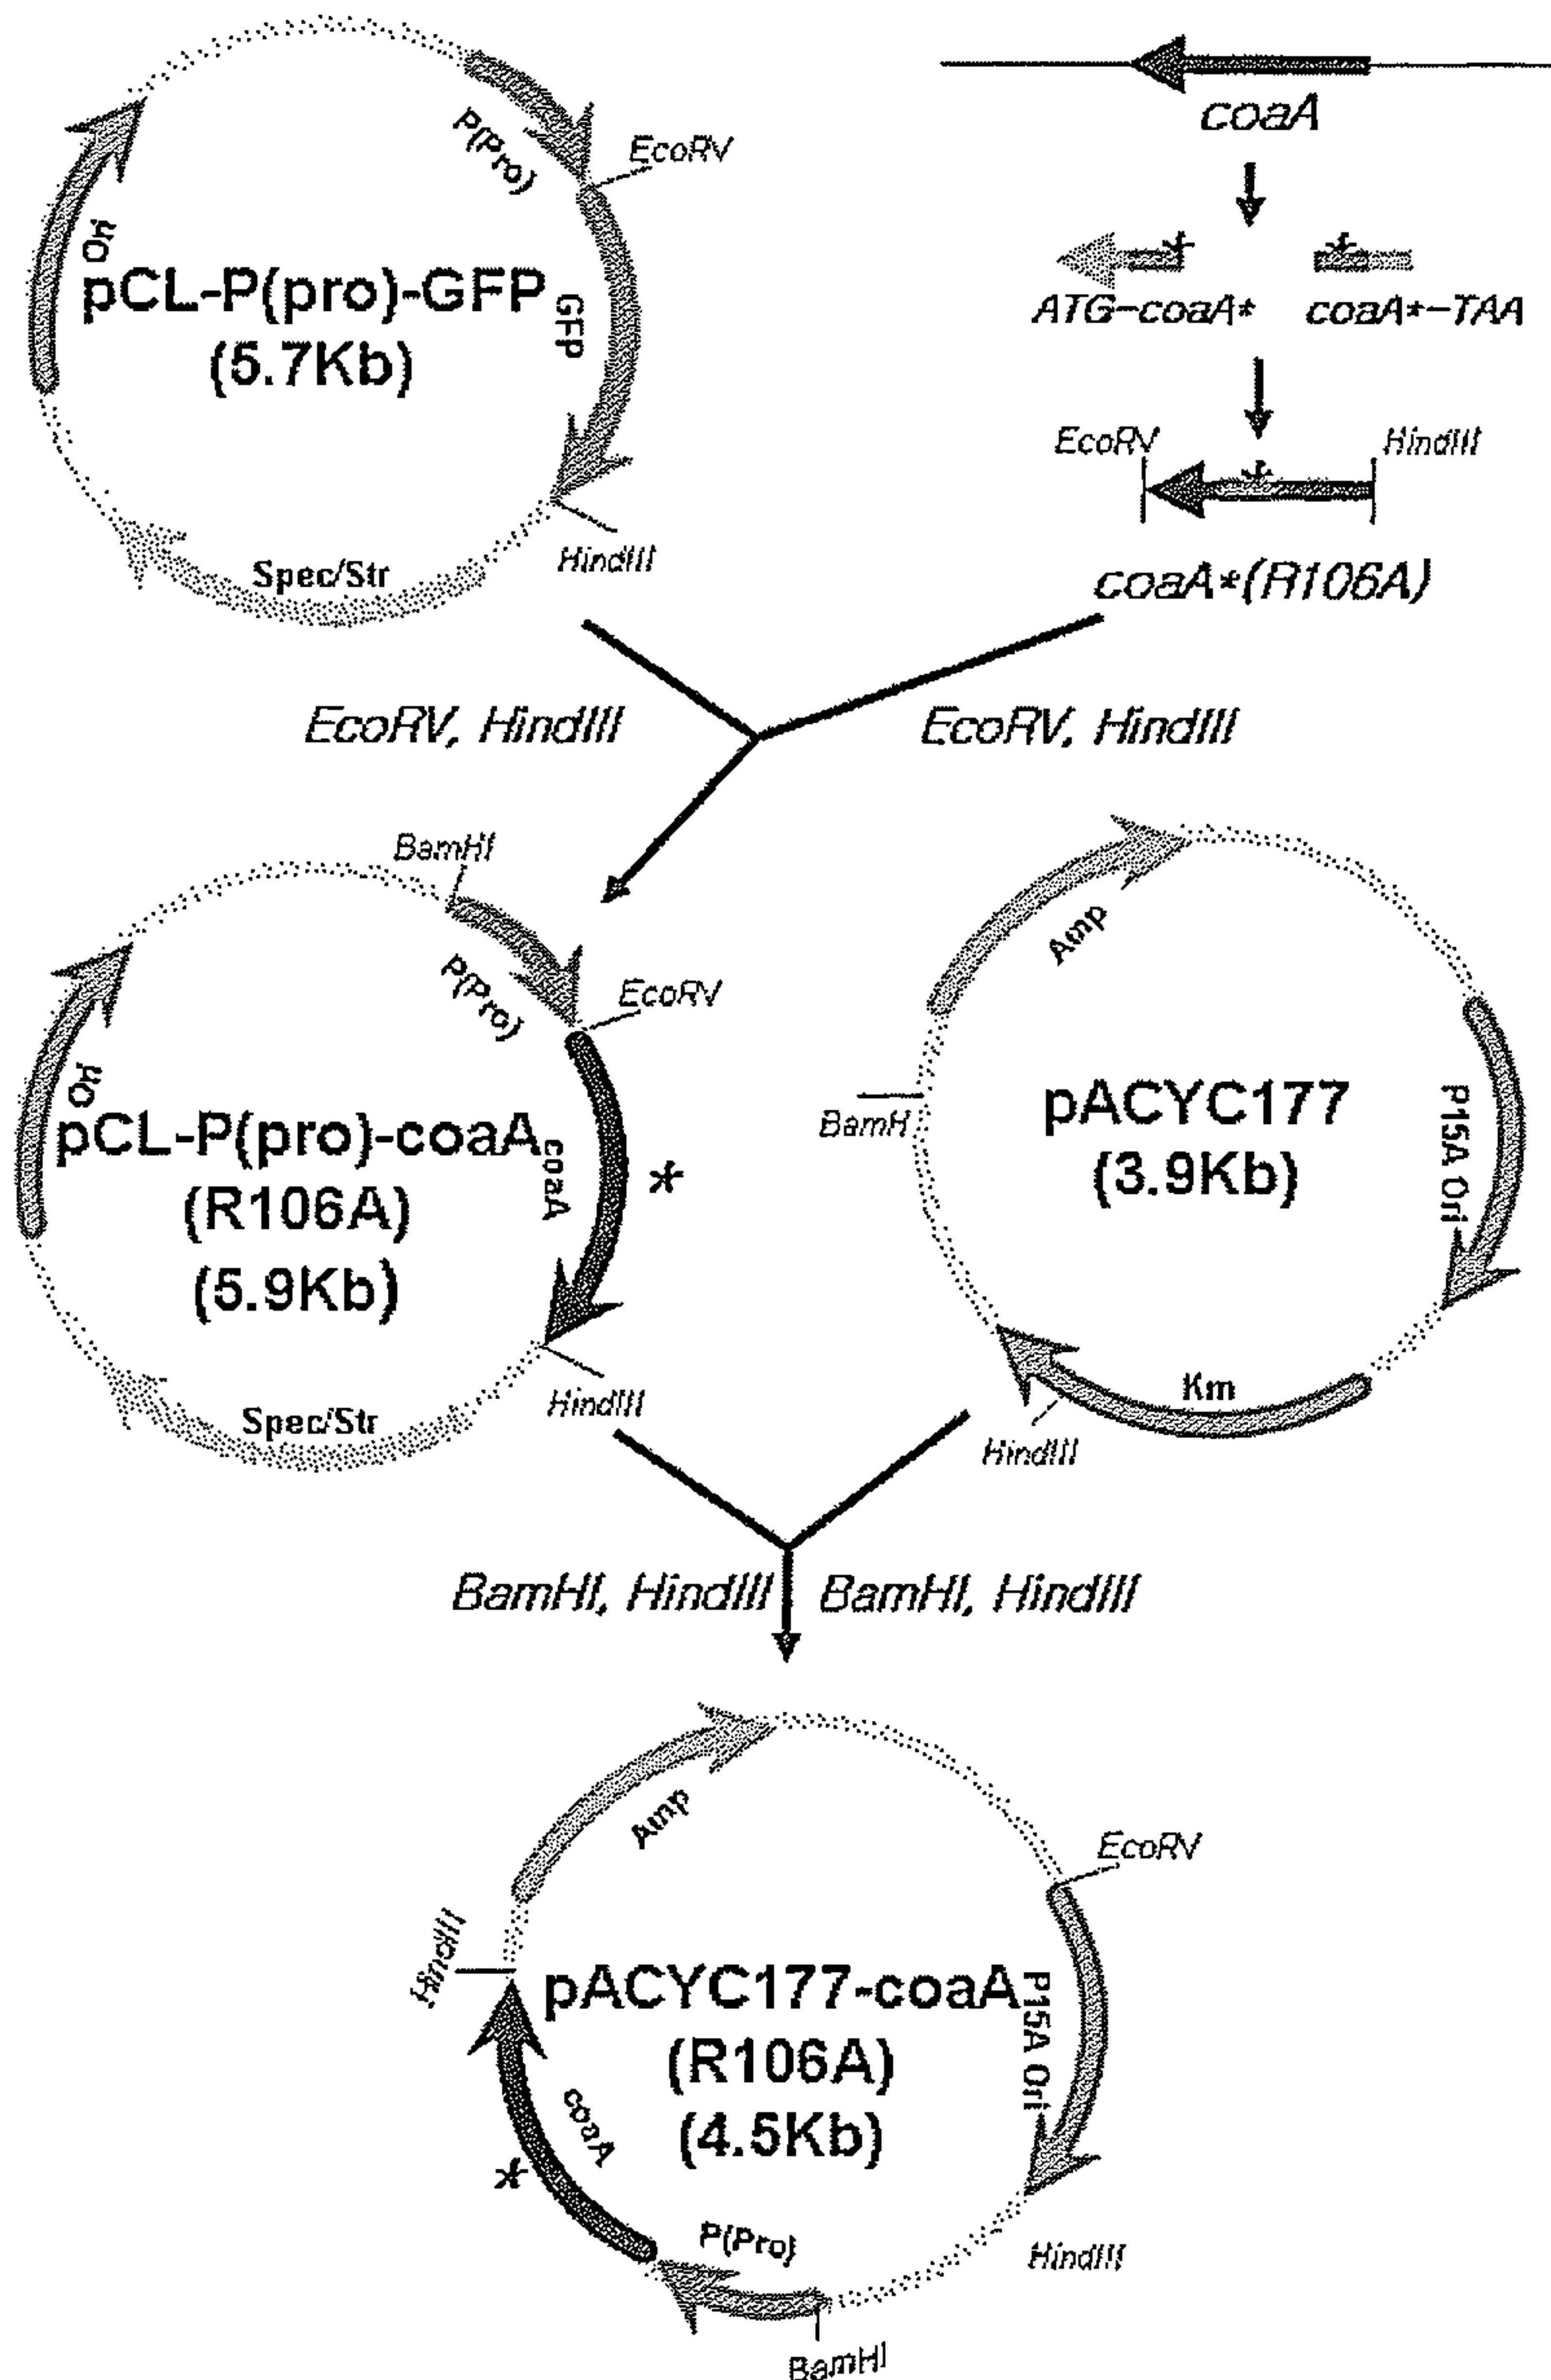 P(Pro)
EcoRV
Ori
pCL-P(pro)-GFP
(5.7Kb)
GFP
HindIII
Spec/Str
coaA
ATG-coaA*
coaA*-TAA
EcoRV
HindIII
coaA*(R106A)
EcoRV, HindIII
EcoRV, HindIII
BamHI
P(Pro)
EcoRV
Ori
pCL-P(pro)-coaA
(R106A)
(5.9Kb)
coaA
*
HindIII
Spec/Str
Amp
BamH
pACYC177
(3.9Kb)
P15A Ori
Km
HindIII
BamHI, HindIII
BamHI, HindIII
Amp
EcoRV
HindIII
pACYC177-coaA
(R106A)
(4.5Kb)
P15A Ori
coaA
*
P(Pro)
HindIII
BamHI